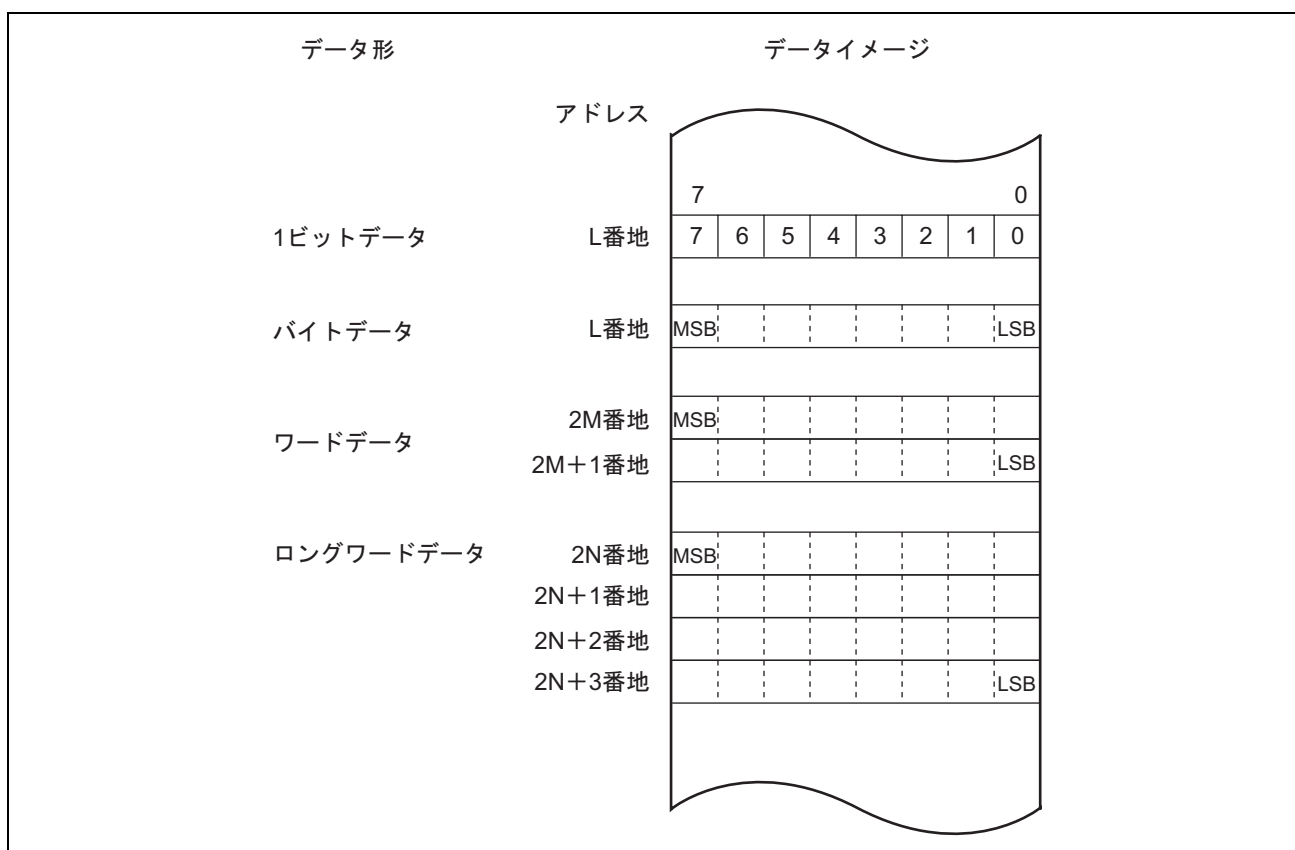 データ形 データイメージ
アドレス
7 0
1ビットデータ L番地 7 6 5 4 3 2 1 0
バイトデータ L番地 MSB LSB
ワードデータ
2M番地 MSB
2M＋1番地 LSB
ロングワードデータ 2N番地 MSB
2N＋1番地
2N＋2番地
2N＋3番地 LSB